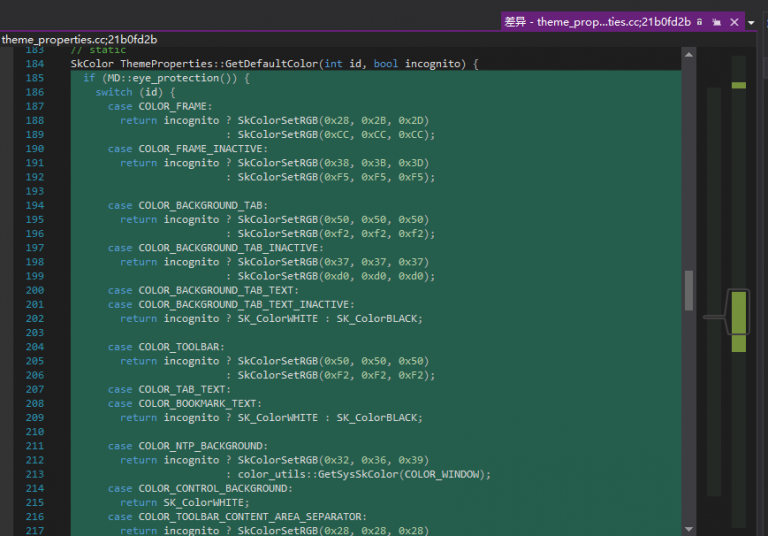 差异 - theme_prop...ties.cc;21b0fd2b
theme_properties.cc;21b0fd2b
183 // static
184 SkColor ThemeProperties::GetDefaultColor(int id, bool incognito) {
185 if (MD::eye_protection()) {
186 switch (id) {
187 case COLOR_FRAME:
188 return incognito ? SkColorSetRGB(0x28, 0x2B, 0x2D)
189 : SkColorSetRGB(0xCC, 0xCC, 0xCC);
190 case COLOR_FRAME_INACTIVE:
191 return incognito ? SkColorSetRGB(0x38, 0x3B, 0x3D)
192 : SkColorSetRGB(0xF5, 0xF5, 0xF5);
193
194 case COLOR_BACKGROUND_TAB:
195 return incognito ? SkColorSetRGB(0x50, 0x50, 0x50)
196 : SkColorSetRGB(0xf2, 0xf2, 0xf2);
197 case COLOR_BACKGROUND_TAB_INACTIVE:
198 return incognito ? SkColorSetRGB(0x37, 0x37, 0x37)
199 : SkColorSetRGB(0xd0, 0xd0, 0xd0);
200 case COLOR_BACKGROUND_TAB_TEXT:
201 case COLOR_BACKGROUND_TAB_TEXT_INACTIVE:
202 return incognito ? SK_ColorWHITE : SK_ColorBLACK;
203
204 case COLOR_TOOLBAR:
205 return incognito ? SkColorSetRGB(0x50, 0x50, 0x50)
206 : SkColorSetRGB(0xF2, 0xF2, 0xF2);
207 case COLOR_TAB_TEXT:
208 case COLOR_BOOKMARK_TEXT:
209 return incognito ? SK_ColorWHITE : SK_ColorBLACK;
210
211 case COLOR_NTP_BACKGROUND:
212 return incognito ? SkColorSetRGB(0x32, 0x36, 0x39)
213 : color_utils::GetSysSkColor(COLOR_WINDOW);
214 case COLOR_CONTROL_BACKGROUND:
215 return SK_ColorWHITE;
216 case COLOR_TOOLBAR_CONTENT_AREA_SEPARATOR:
217 return incognito ? SkColorSetRGB(0x28, 0x28, 0x28)